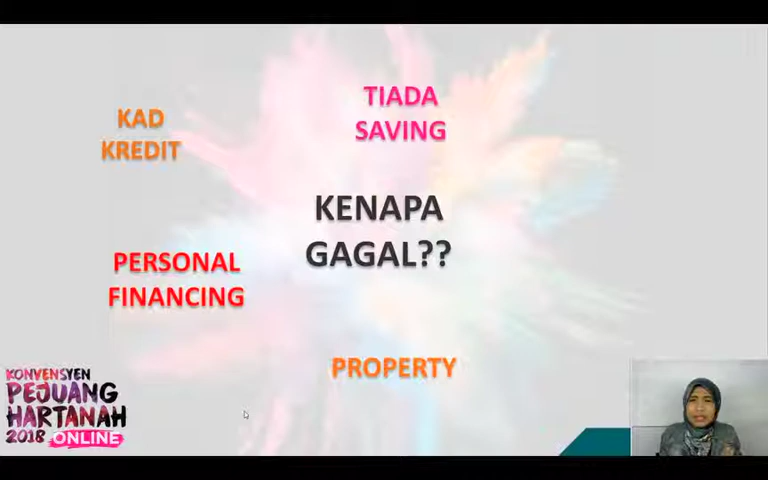 TIADA
SAVING
KAD
KREDIT
KENAPA
GAGAL??
PERSONAL
FINANCING
PROPERTY
KONVENSYEN
PEJUANG
HARTANAH
2018 ONLINE